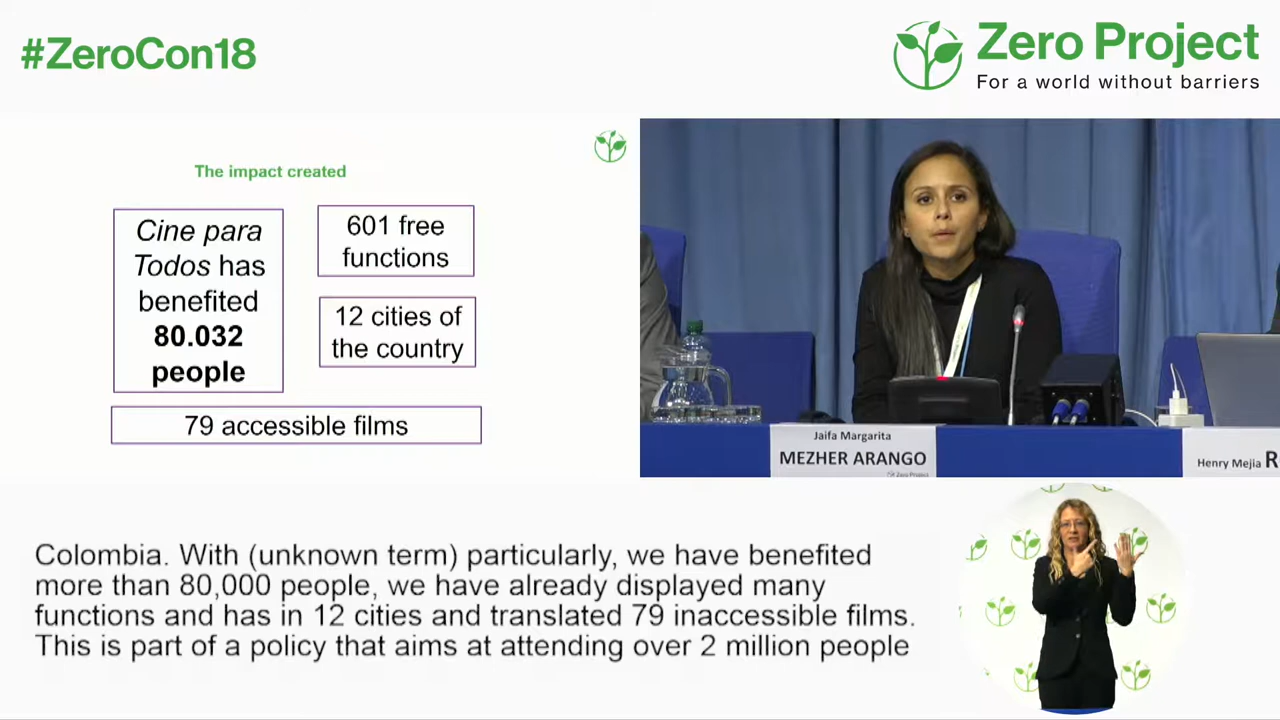 #ZeroCon18
Zero Project
For a world without barriers
The impact created
Cine para
Todos has
benefited
80.032
people
601 free
functions
12 cities of
the country
79 accessible films
Jaifa Margarita
MEZHER ARANGO
Zero Project
Henry Mejia R
Colombia. With (unknown term) particularly, we have benefited
more than 80,000 people, we have already displayed many
functions and has in 12 cities and translated 79 inaccessible films.
This is part of a policy that aims at attending over 2 million people